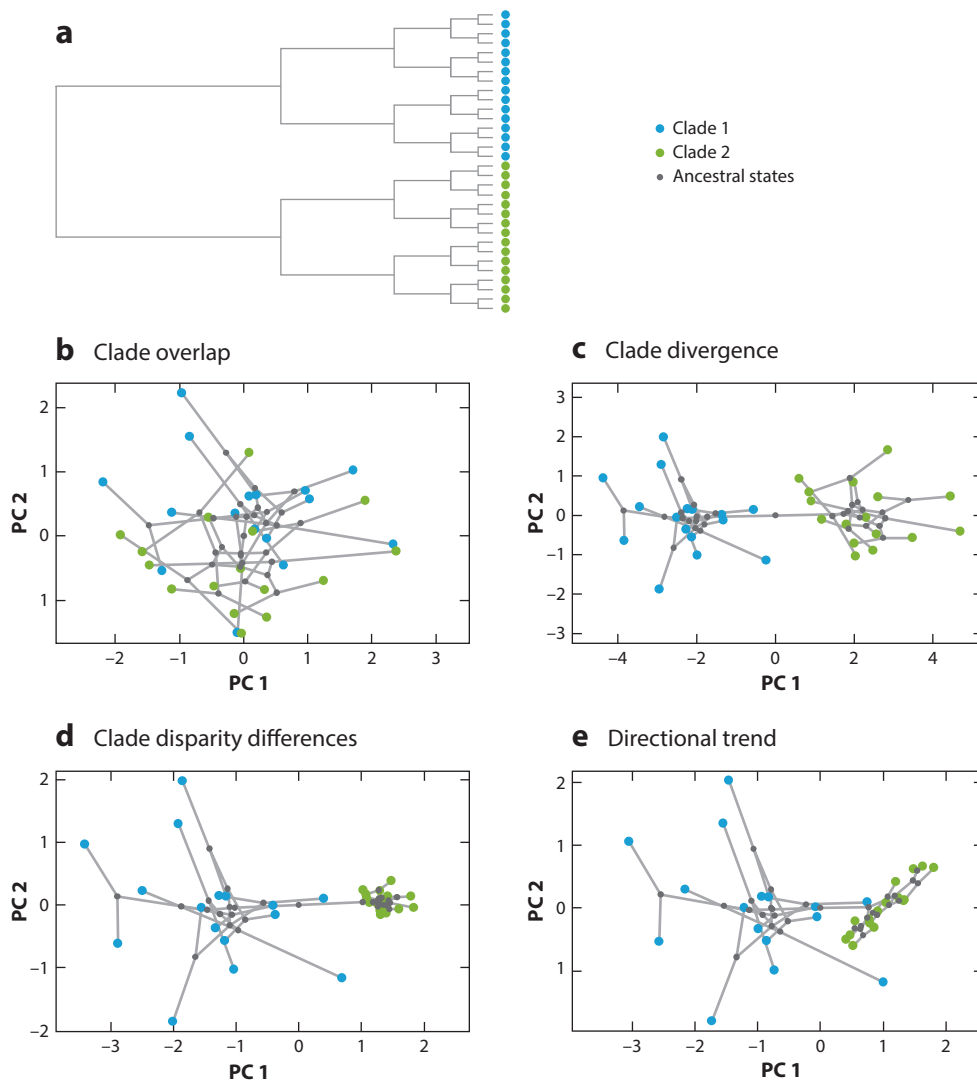 a
Clade 1
Clade 2
Ancestral states
b Clade overlap
2
1
0
1
PC 2
−2 −1 0 1 2 3
PC 1
c Clade divergence
3
2
1
0
−1
−2
−3
PC 2
−4 −2 0 2 4
PC 1
d Clade disparity differences
2
1
0
−1
−2
PC 2
−3 −2 −1 0 1 2
PC 1
e Directional trend
2
1
0
1
PC 2
−3 −2 −1 0 1 2
PC 1